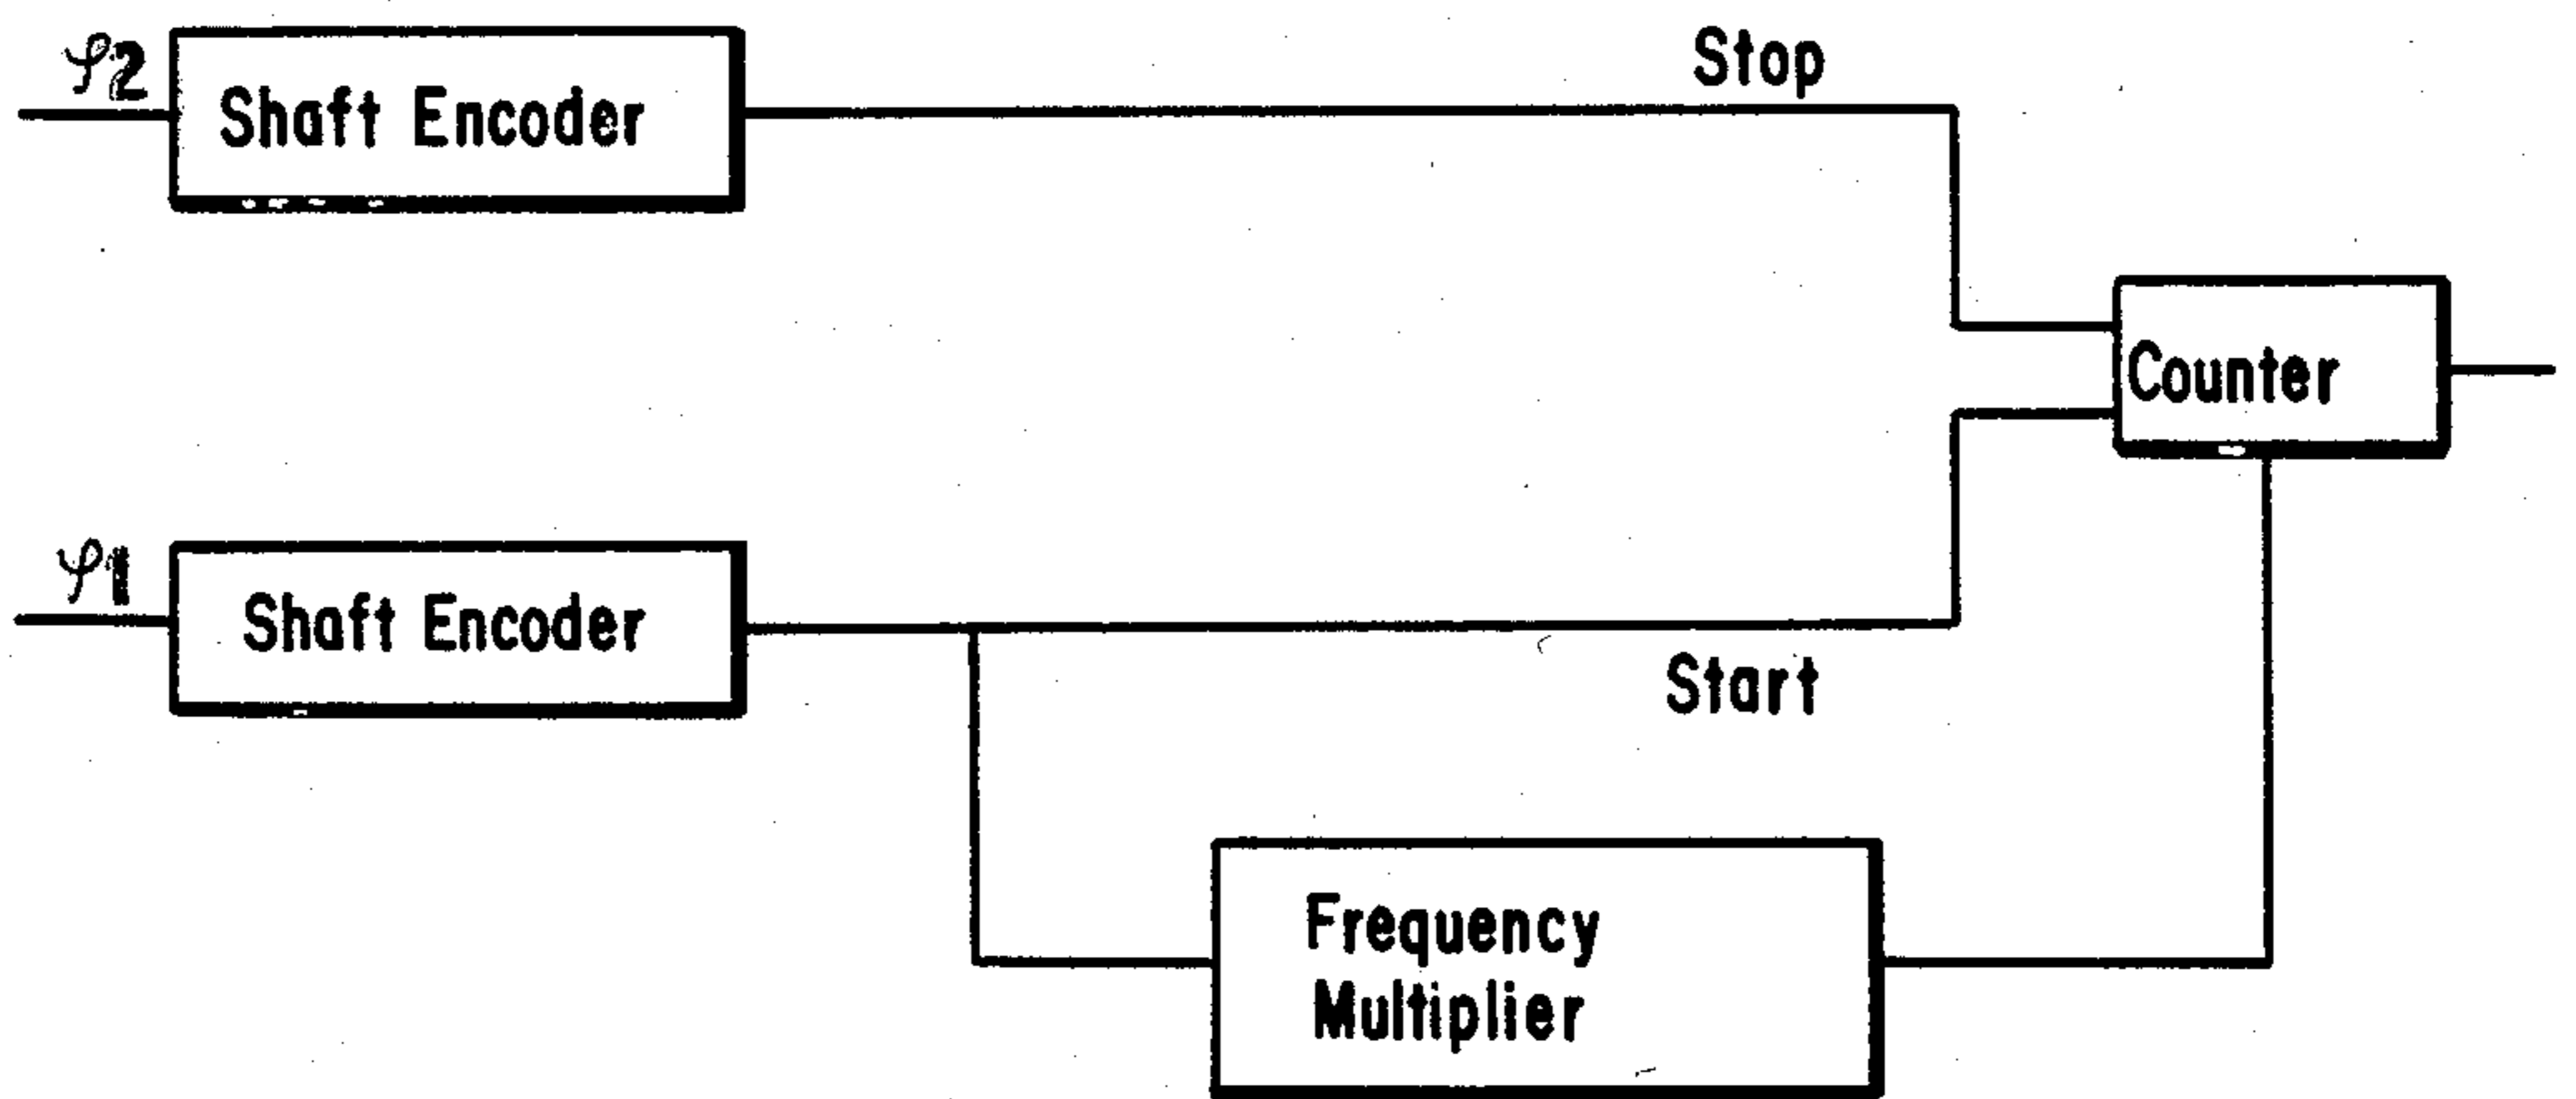 φ2
Shaft Encoder
Stop
Counter
φ1
Shaft Encoder
Start
Frequency
Multiplier